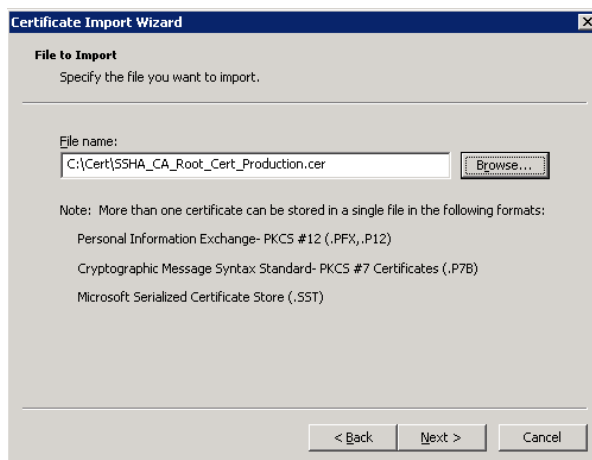 Certificate Import Wizard
File to Import
Specify the file you want to import.
File name:
C:\Cert\SSHA_CA_Root_Cert_Production.cer
Browse...
Note: More than one certificate can be stored in a single file in the following formats:
Personal Information Exchange- PKCS #12 (.PFX,.P12)
Cryptographic Message Syntax Standard- PKCS #7 Certificates (.P7B)
Microsoft Serialized Certificate Store (.SST)
< Back Next > Cancel